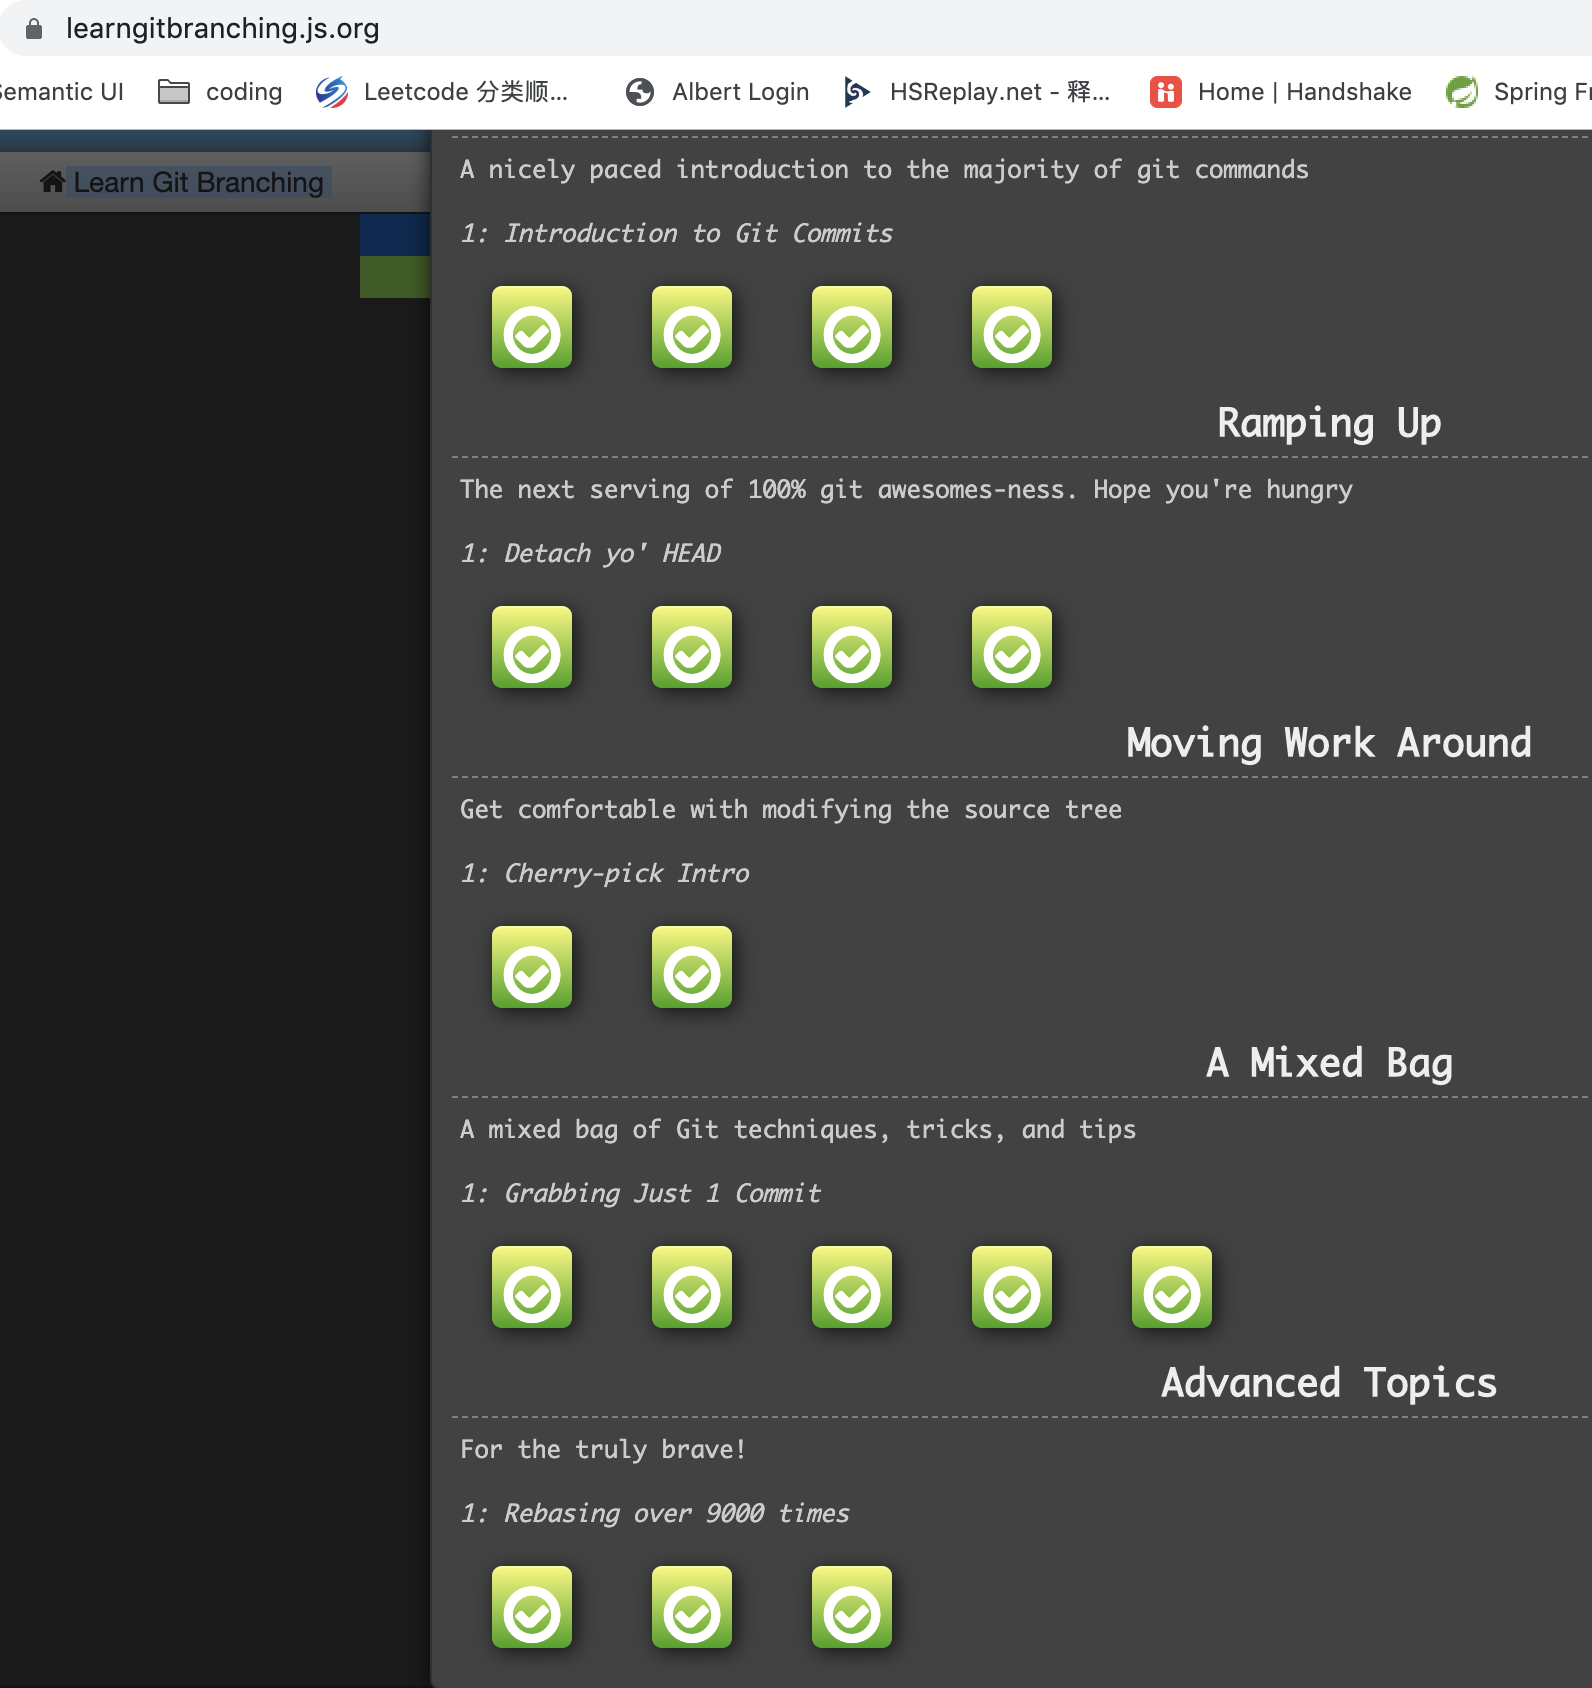 learngitbranching.js.org
Semantic UI coding Leetcode 分类顺... Albert Login HSReplay.net - 释... Home | Handshake Spring
Learn Git Branching
A nicely paced introduction to the majority of git commands
1: Introduction to Git Commits
Ramping Up
The next serving of 100% git awesomes-ness. Hope you're hungry
1: Detach yo' HEAD
Moving Work Around
Get comfortable with modifying the source tree
1: Cherry-pick Intro
A Mixed Bag
A mixed bag of Git techniques, tricks, and tips
1: Grabbing Just 1 Commit
Advanced Topics
For the truly brave!
1: Rebasing over 9000 times